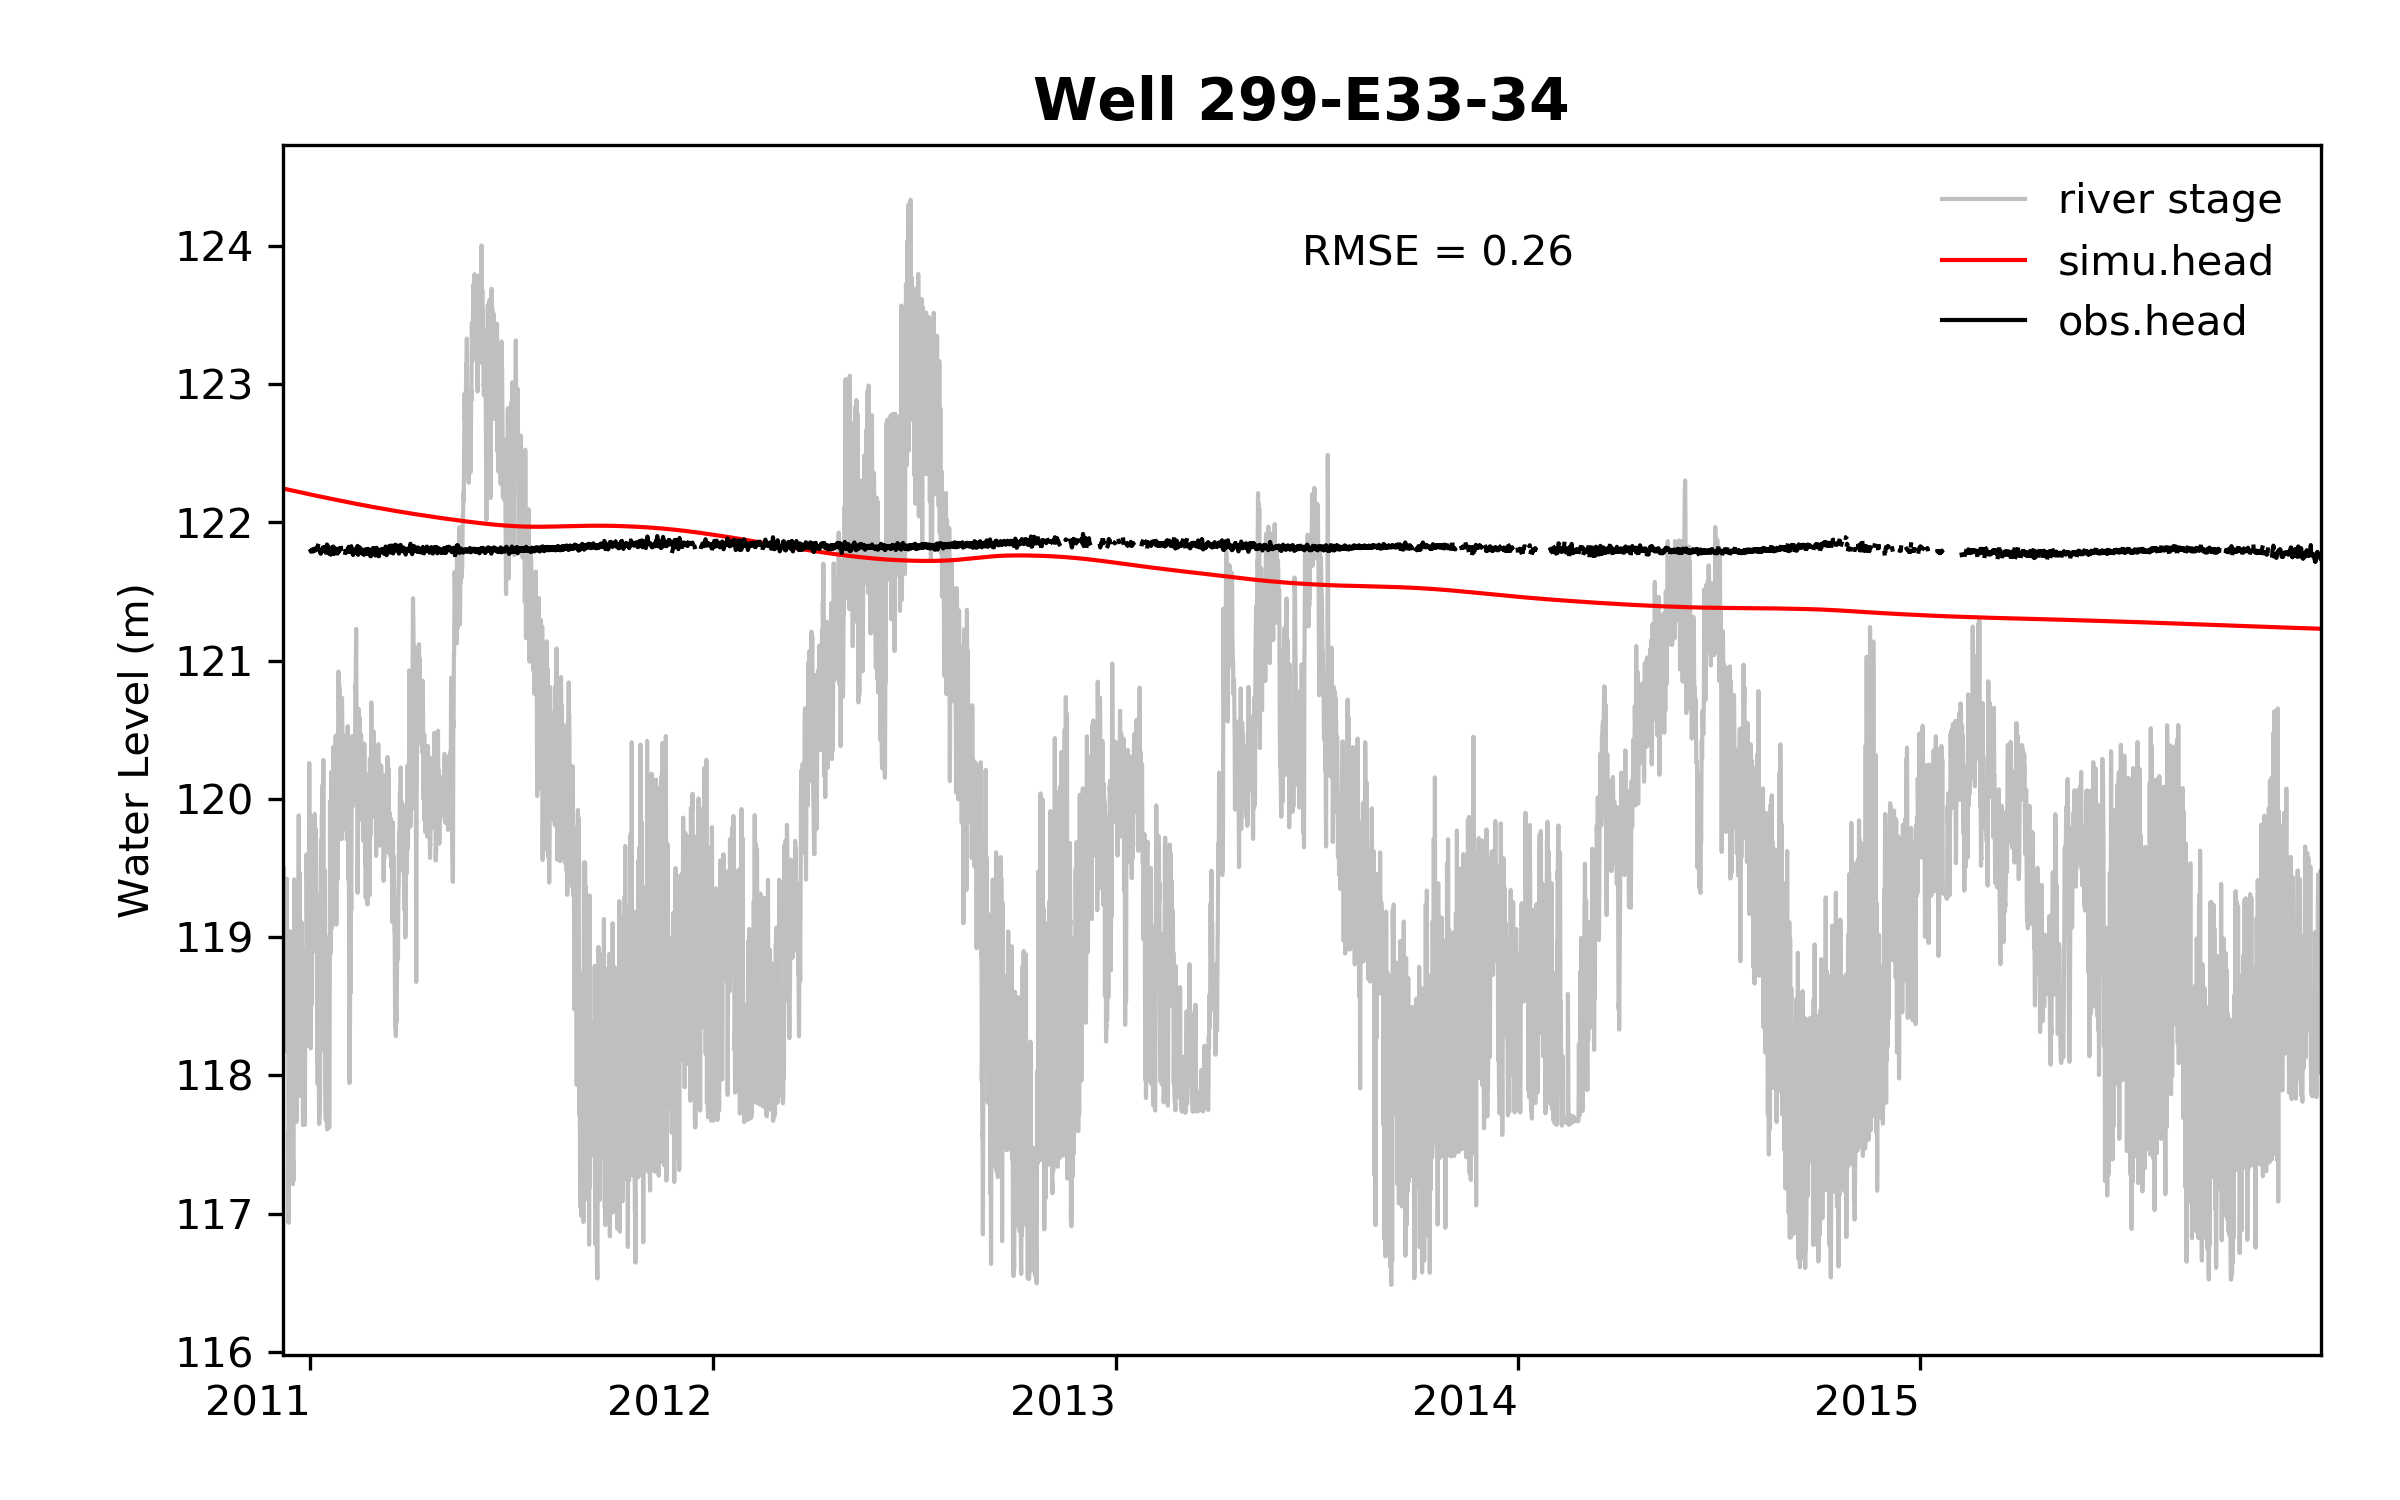 Well 299-E33-34
river stage
RMSE = 0.26
simu.head
obs.head
Water Level (m)
124
123
122
121
120
119
118
117
116
2011
2012
2013
2014
2015